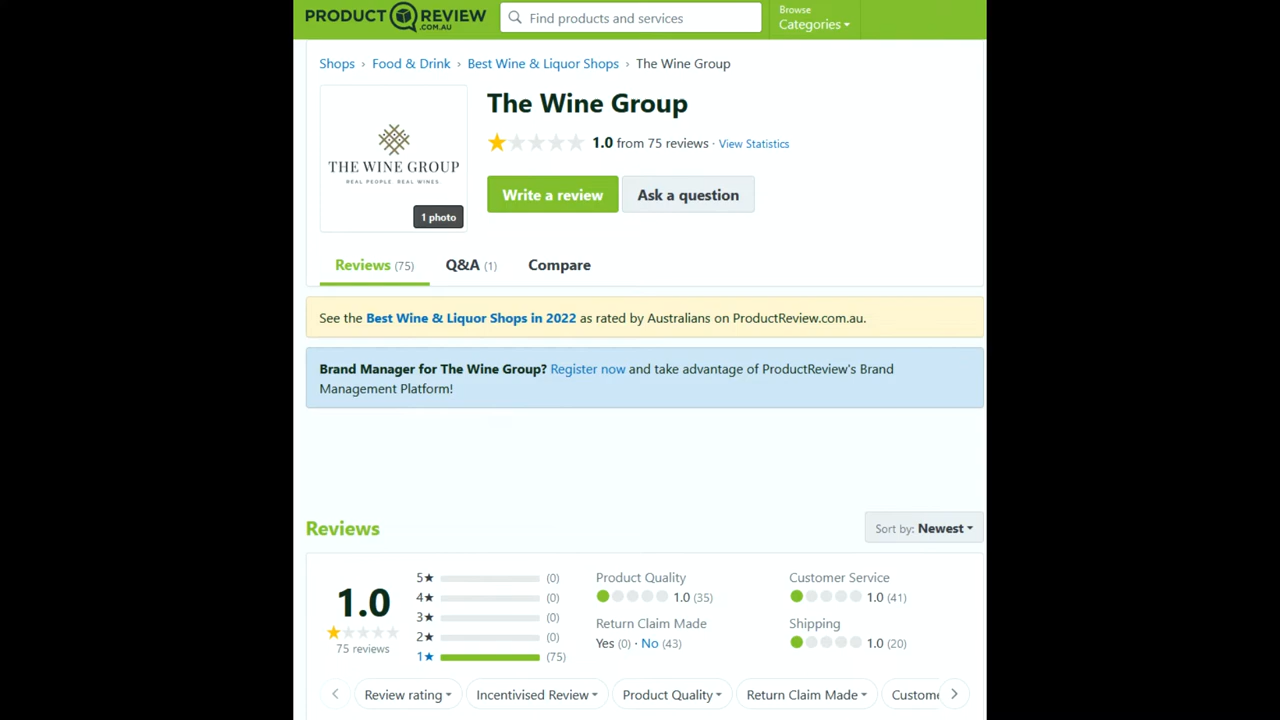 PRODUCT REVIEW
.COM.AU
Find products and services
Browse
Categories
Shops › Food & Drink › Best Wine & Liquor Shops › The Wine Group
The Wine Group
1.0 from 75 reviews · View Statistics
THE WINE GROUP
REAL PEOPLE. REAL WINES.
Write a review
Ask a question
1 photo
Reviews (75)
Q&A (1)
Compare
See the Best Wine & Liquor Shops in 2022 as rated by Australians on ProductReview.com.au.
Brand Manager for The Wine Group? Register now and take advantage of ProductReview's Brand
Management Platform!
Reviews
Sort by: Newest
1.0
75 reviews
5★ (0)
4★ (0)
3★ (0)
2★ (0)
1★ (75)
Product Quality
1.0 (35)
Return Claim Made
Yes (0) · No (43)
Customer Service
1.0 (41)
Shipping
1.0 (20)
Review rating
Incentivised Review
Product Quality
Return Claim Made
Custome